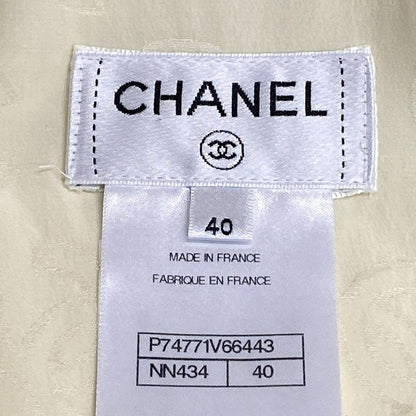 CHANEL
40
MADE IN FRANCE
FABRIQUE EN FRANCE
P74771V66443
NN434 40